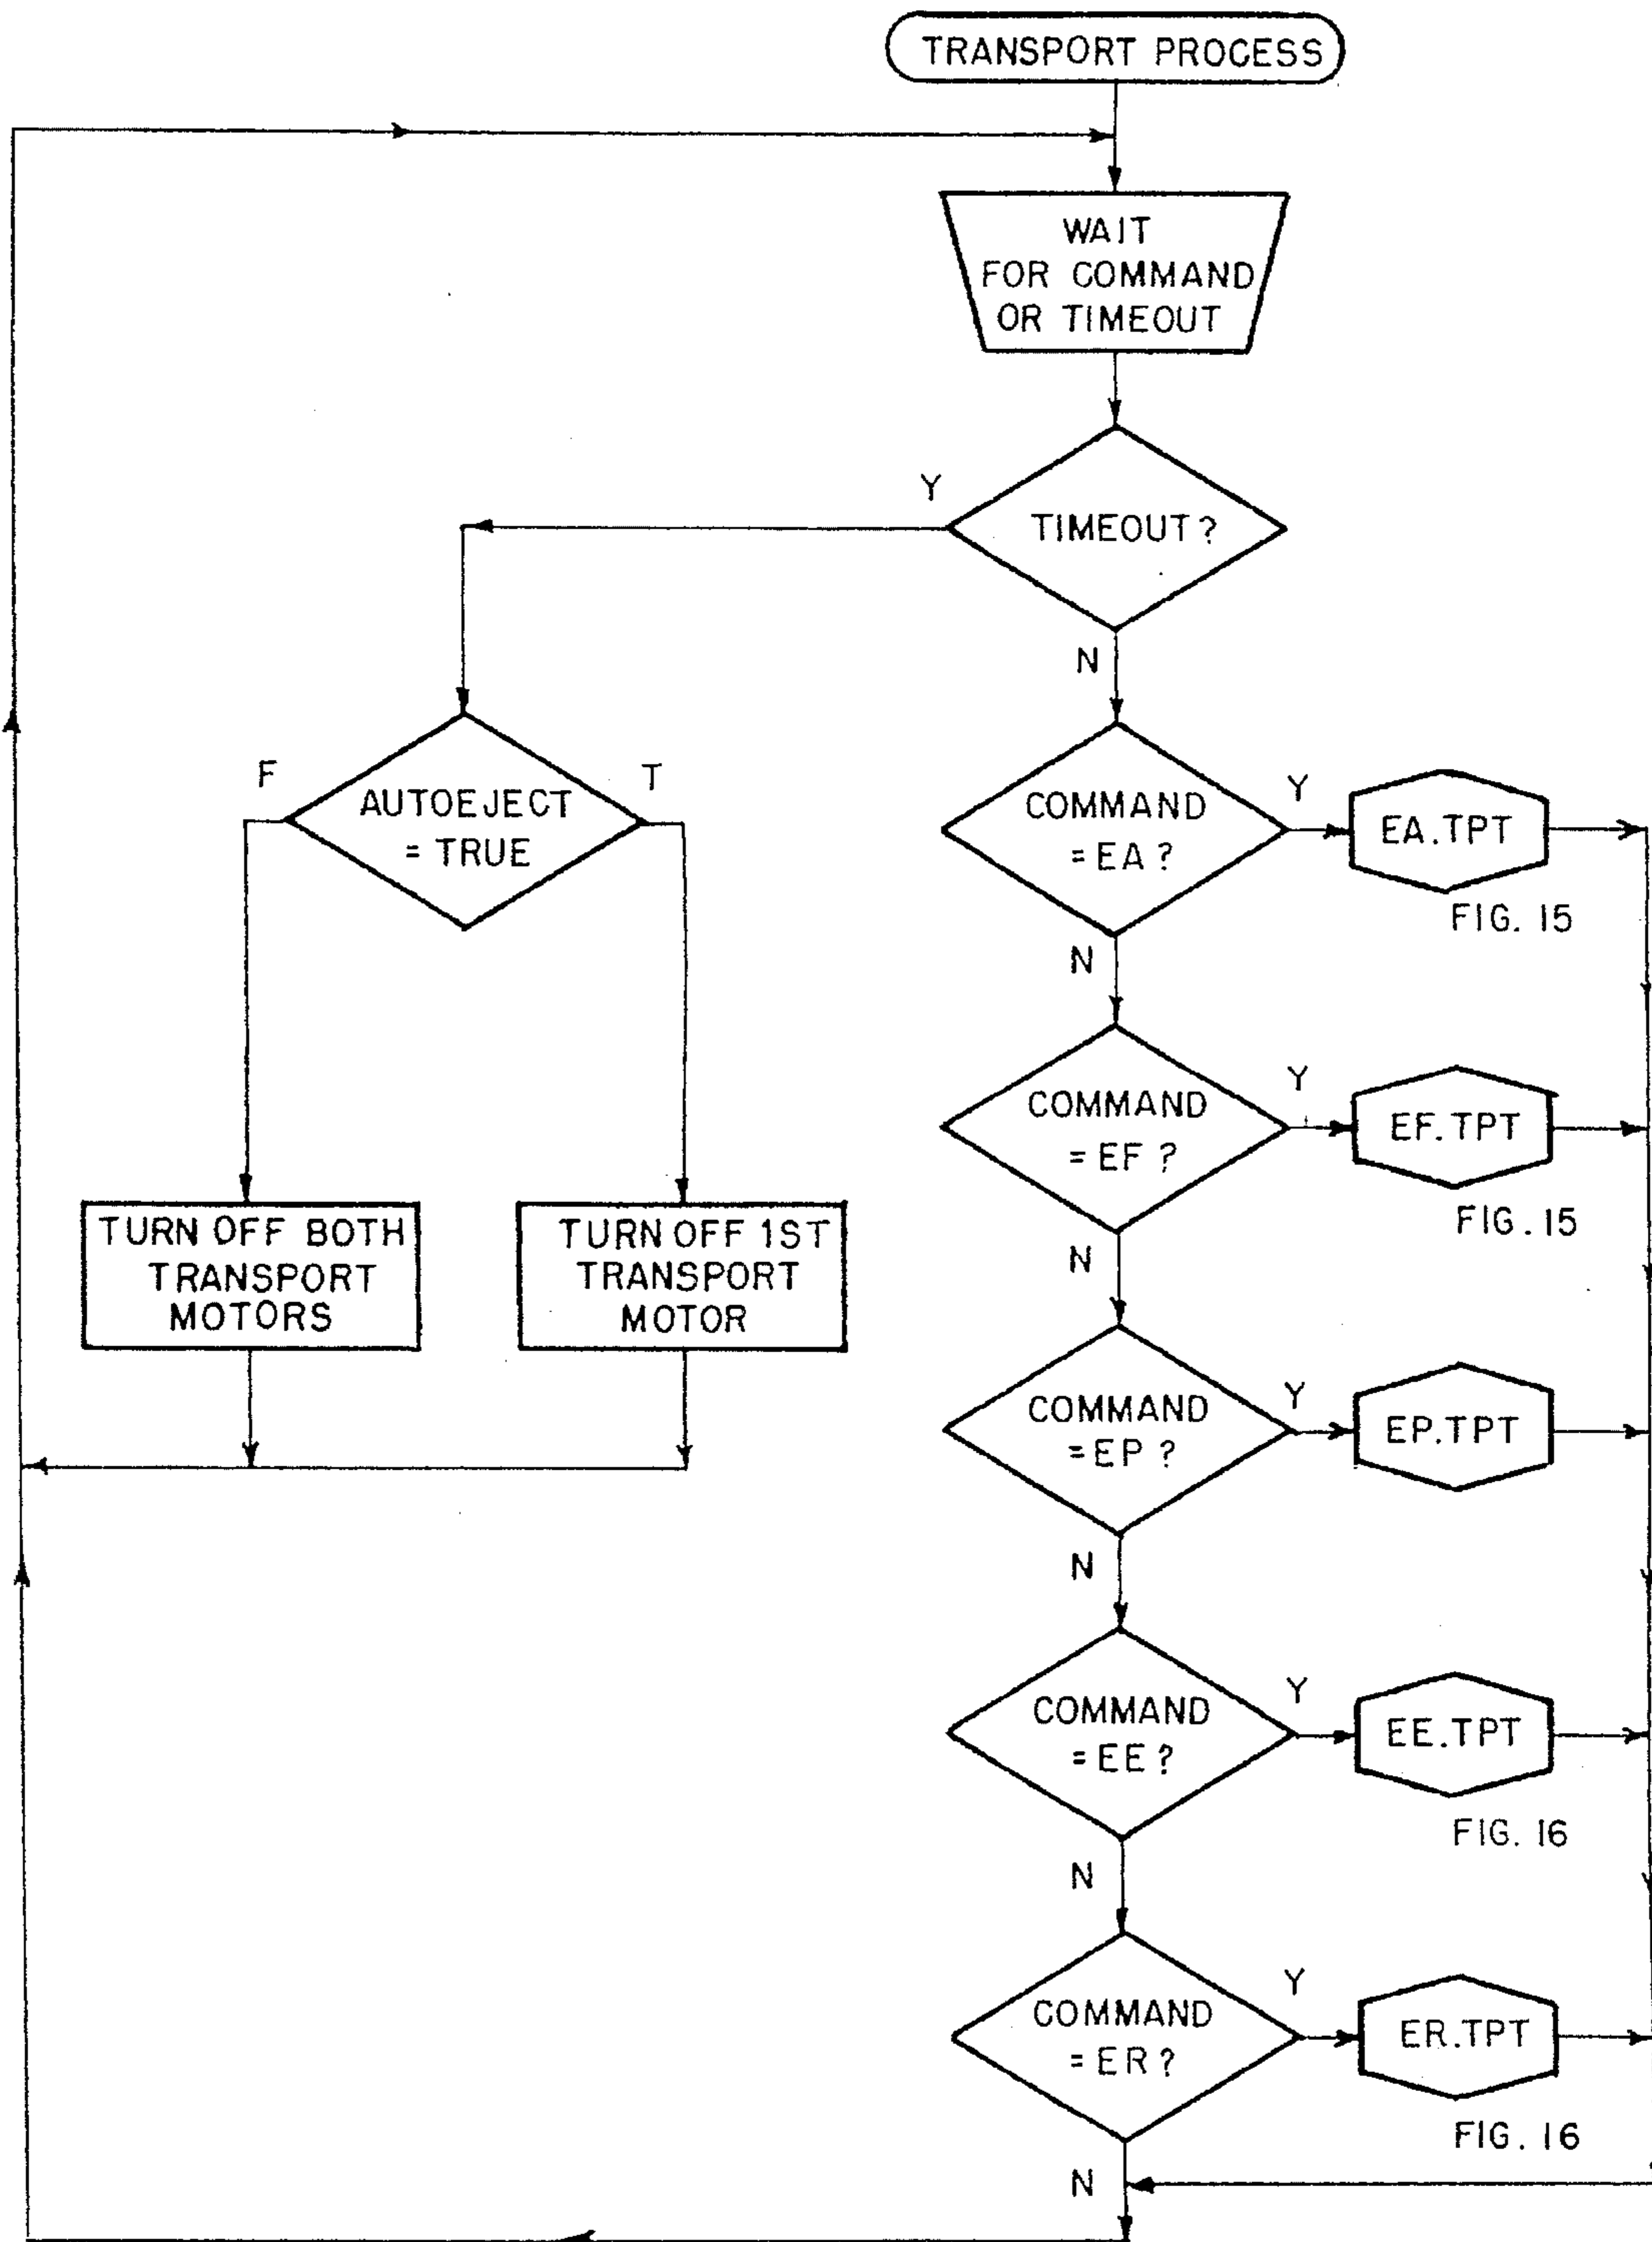 TRANSPORT PROCESS
WAIT
FOR COMMAND
OR TIMEOUT
Y
TIMEOUT?
N
F
AUTOEJECT
= TRUE
T
COMMAND
= EA ?
Y
EA.TPT
FIG. 15
N
COMMAND
= EF ?
Y
EF.TPT
FIG. 15
N
TURN OFF BOTH
TRANSPORT
MOTORS
TURN OFF 1ST
TRANSPORT
MOTOR
COMMAND
= EP ?
Y
EP.TPT
N
COMMAND
= EE ?
Y
EE.TPT
FIG. 16
N
COMMAND
= ER ?
Y
ER.TPT
FIG. 16
N